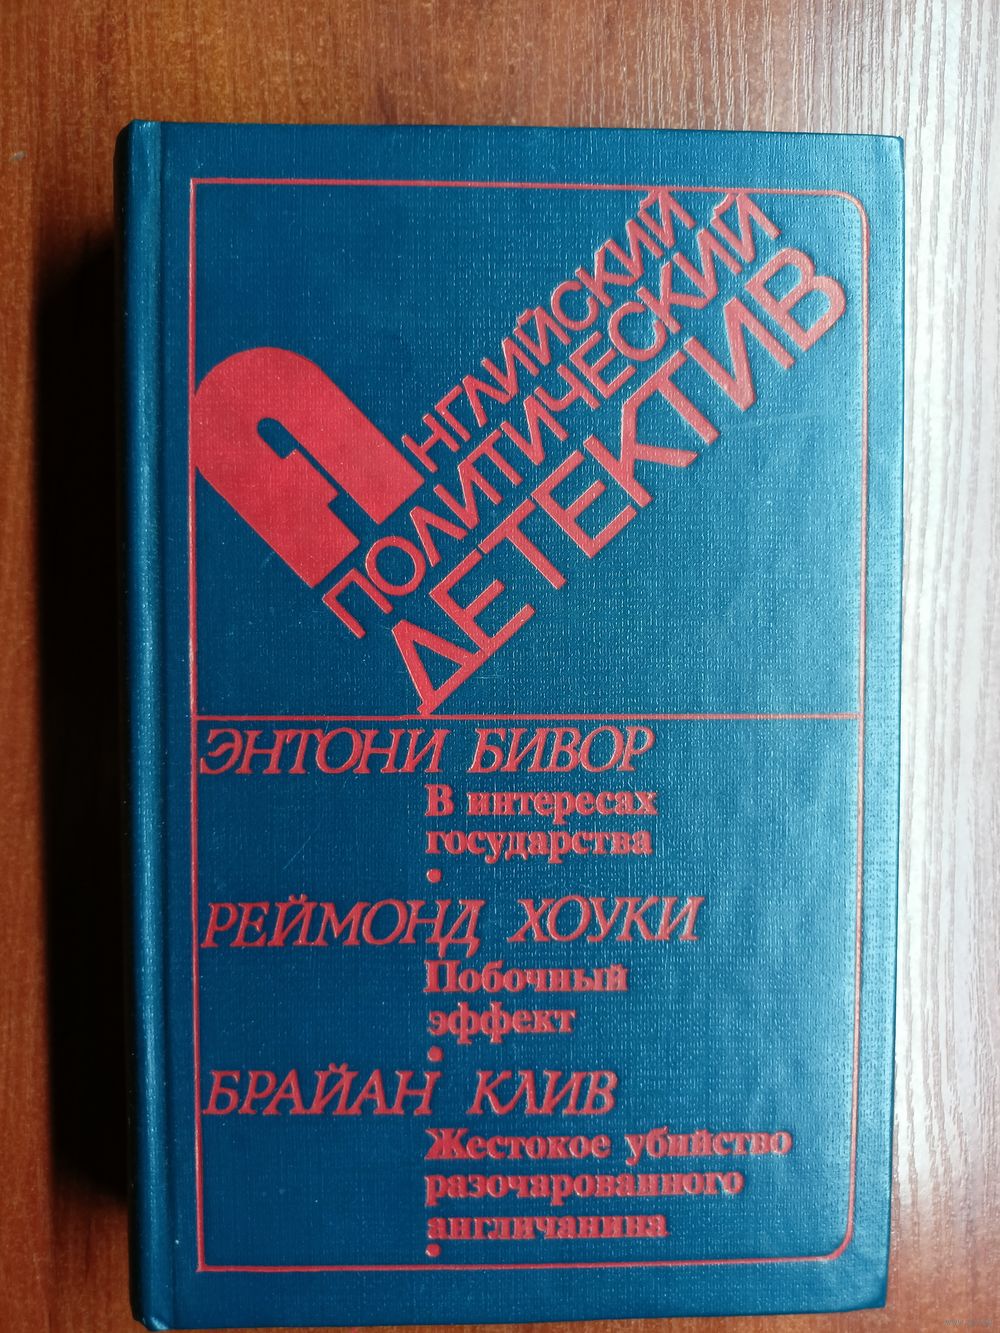 АНГЛИЙСКИЙ
ПОЛИТИЧЕСКИЙ
ДЕТЕКТИВ
ЭНТОНИ БИВОР
В интересах
государства
•
РЕЙМОНД ХОУКИ
Побочный
эффект
•
БРАЙАН КЛИВ
Жестокое убийство
разочарованного
англичанина
•